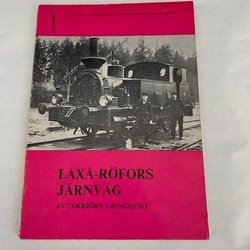 LAXÅ-RÖFORS
JÄRNVÄG
AV TORBJÖRN LJUNGQVIST